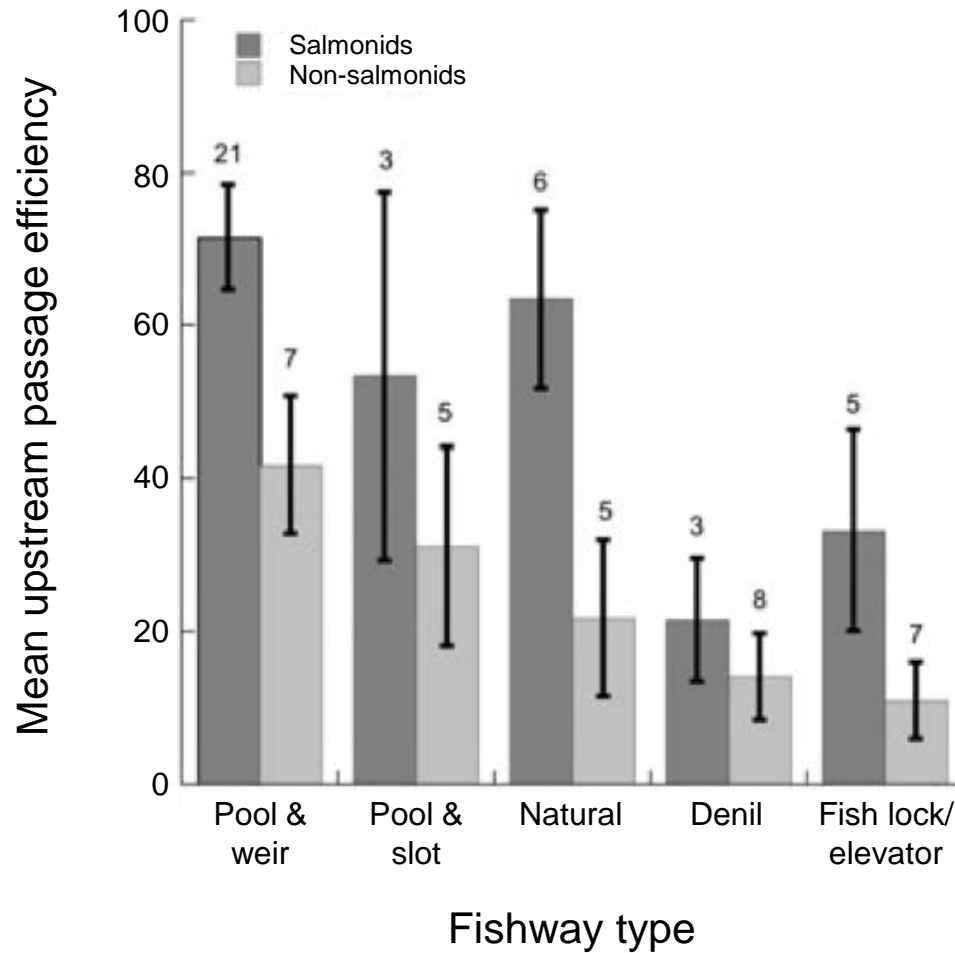 100
80
60
40
20
0
Mean upstream passage efficiency
Salmonids
Non-salmonids
21
7
3
5
6
5
3
8
5
7
Pool &
weir
Pool &
slot
Natural
Denil
Fish lock/
elevator
Fishway type